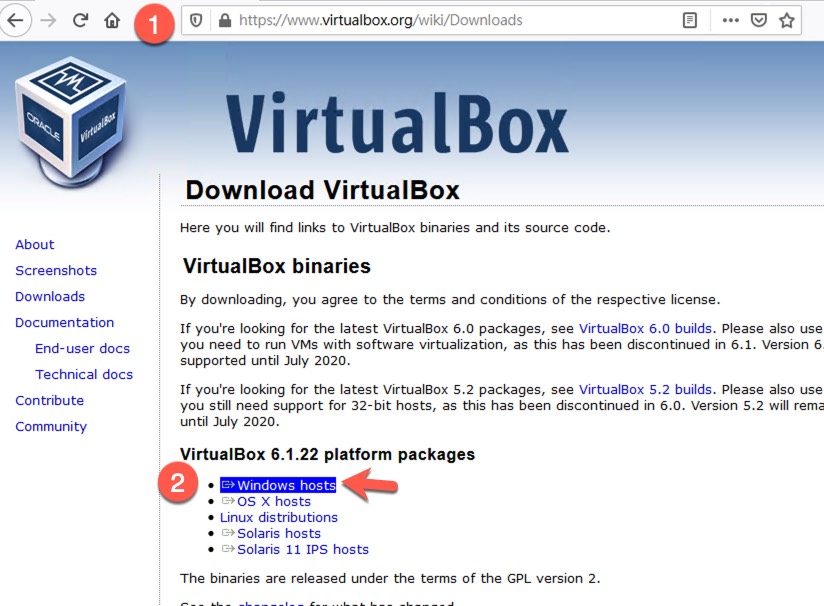 1
https://www.virtualbox.org/wiki/Downloads
ORACLE
VirtualBox
VirtualBox
Download VirtualBox
Here you will find links to VirtualBox binaries and its source code.
About
Screenshots
Downloads
Documentation
End-user docs
Technical docs
Contribute
Community
VirtualBox binaries
By downloading, you agree to the terms and conditions of the respective license.
If you're looking for the latest VirtualBox 6.0 packages, see VirtualBox 6.0 builds. Please also use
you need to run VMs with software virtualization, as this has been discontinued in 6.1. Version 6.
supported until July 2020.
If you're looking for the latest VirtualBox 5.2 packages, see VirtualBox 5.2 builds. Please also use
you still need support for 32-bit hosts, as this has been discontinued in 6.0. Version 5.2 will rema
until July 2020.
VirtualBox 6.1.22 platform packages
2
Windows hosts
OS X hosts
Linux distributions
Solaris hosts
Solaris 11 IPS hosts
The binaries are released under the terms of the GPL version 2.
See the changelog for what has changed.